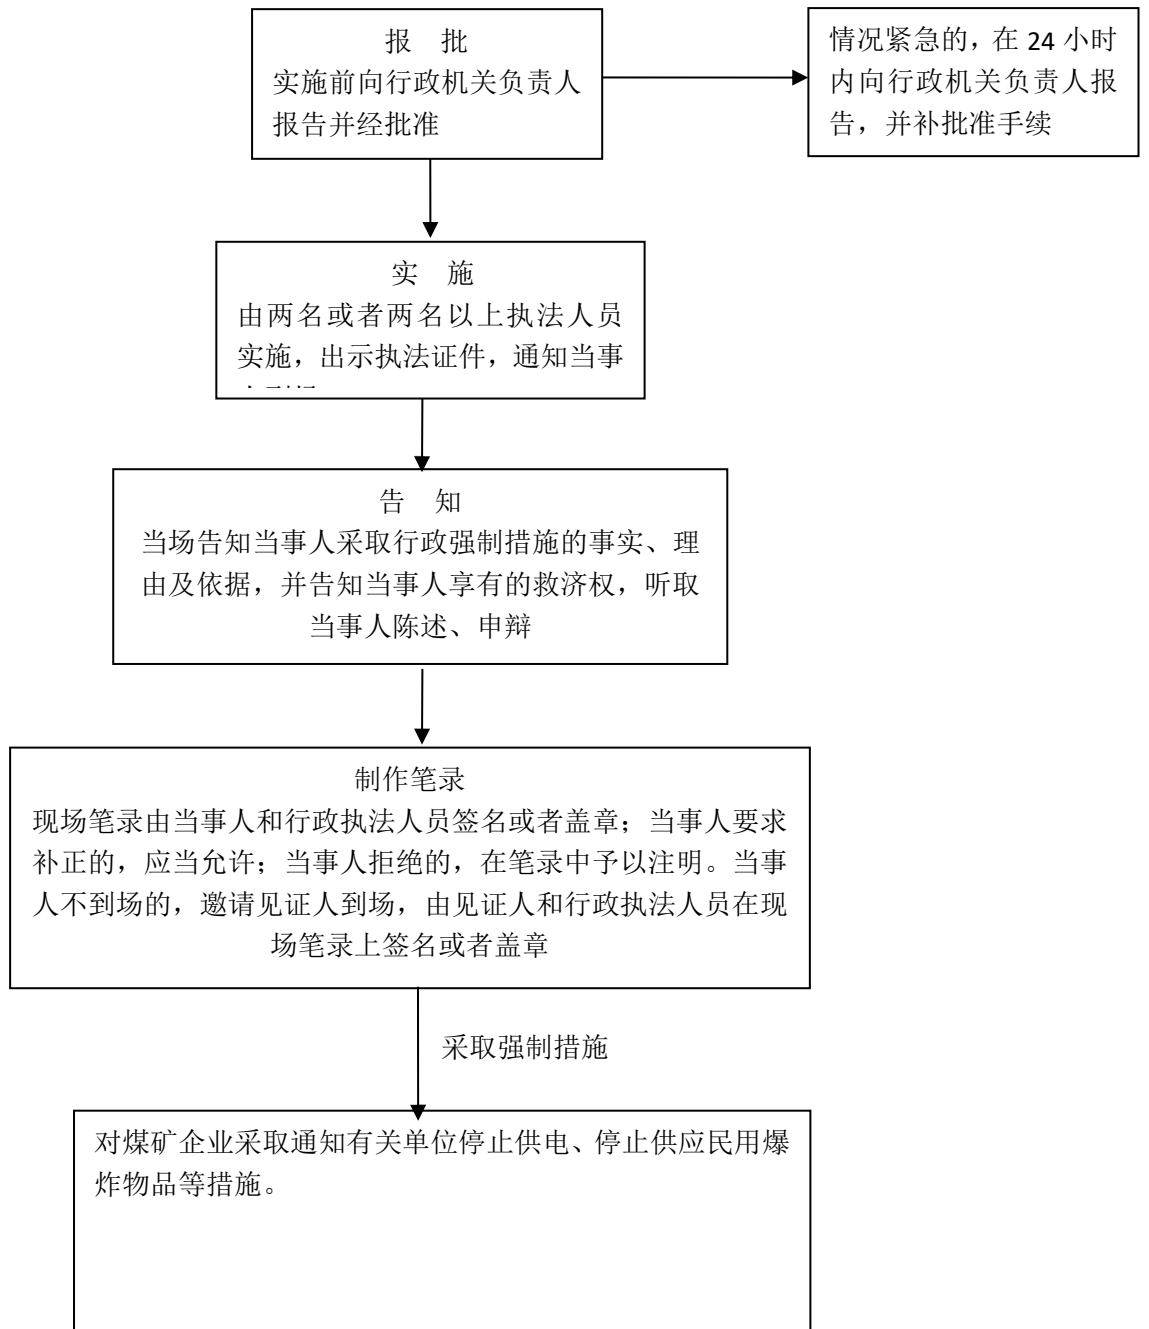 报 批
实施前向行政机关负责人
报告并经批准
情况紧急的，在 24 小时
内向行政机关负责人报
告，并补批准手续
实 施
由两名或者两名以上执法人员
实施，出示执法证件，通知当事
告 知
当场告知当事人采取行政强制措施的事实、理
由及依据，并告知当事人享有的救济权，听取
当事人陈述、申辩
制作笔录
现场笔录由当事人和行政执法人员签名或者盖章；当事人要求
补正的，应当允许；当事人拒绝的，在笔录中予以注明。当事
人不到场的，邀请见证人到场，由见证人和行政执法人员在现
场笔录上签名或者盖章
采取强制措施
对煤矿企业采取通知有关单位停止供电、停止供应民用爆
炸物品等措施。